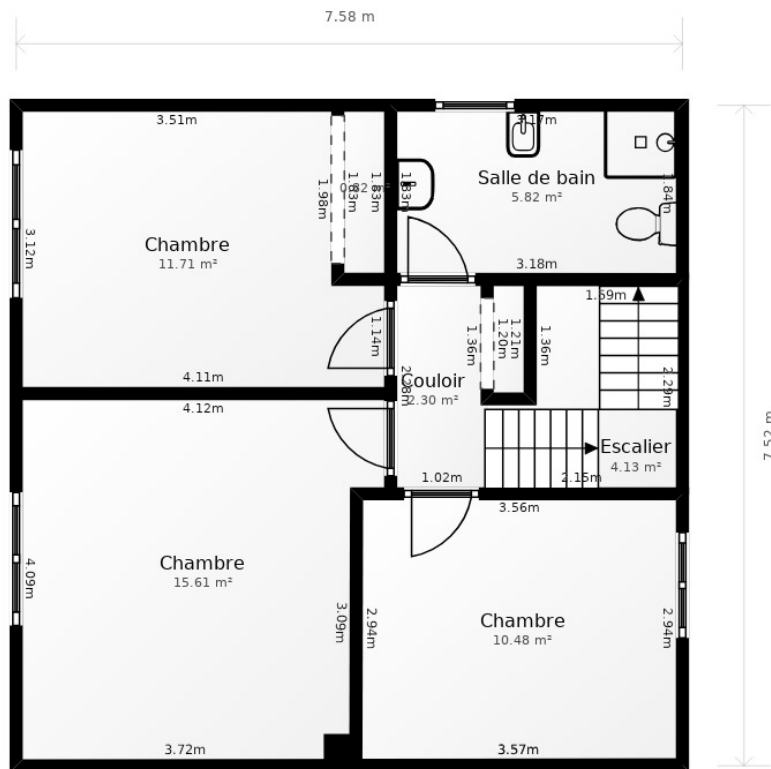 7.58 m
3.51m
3.17m
Salle de bain
5.82 m²
1.98m
1.83m
1.83m
1.83m
1.84m
3.12m
Chambre
11.71 m²
3.18m
1.59m
1.14m
1.36m
1.20m
1.21m
1.36m
4.11m
2.28m
Couloir
2.30 m²
2.29m
4.12m
Escalier
4.13 m²
7.52 m
1.02m
2.15m
3.56m
Chambre
15.61 m²
4.09m
3.09m
2.94m
Chambre
10.48 m²
2.94m
3.72m
3.57m